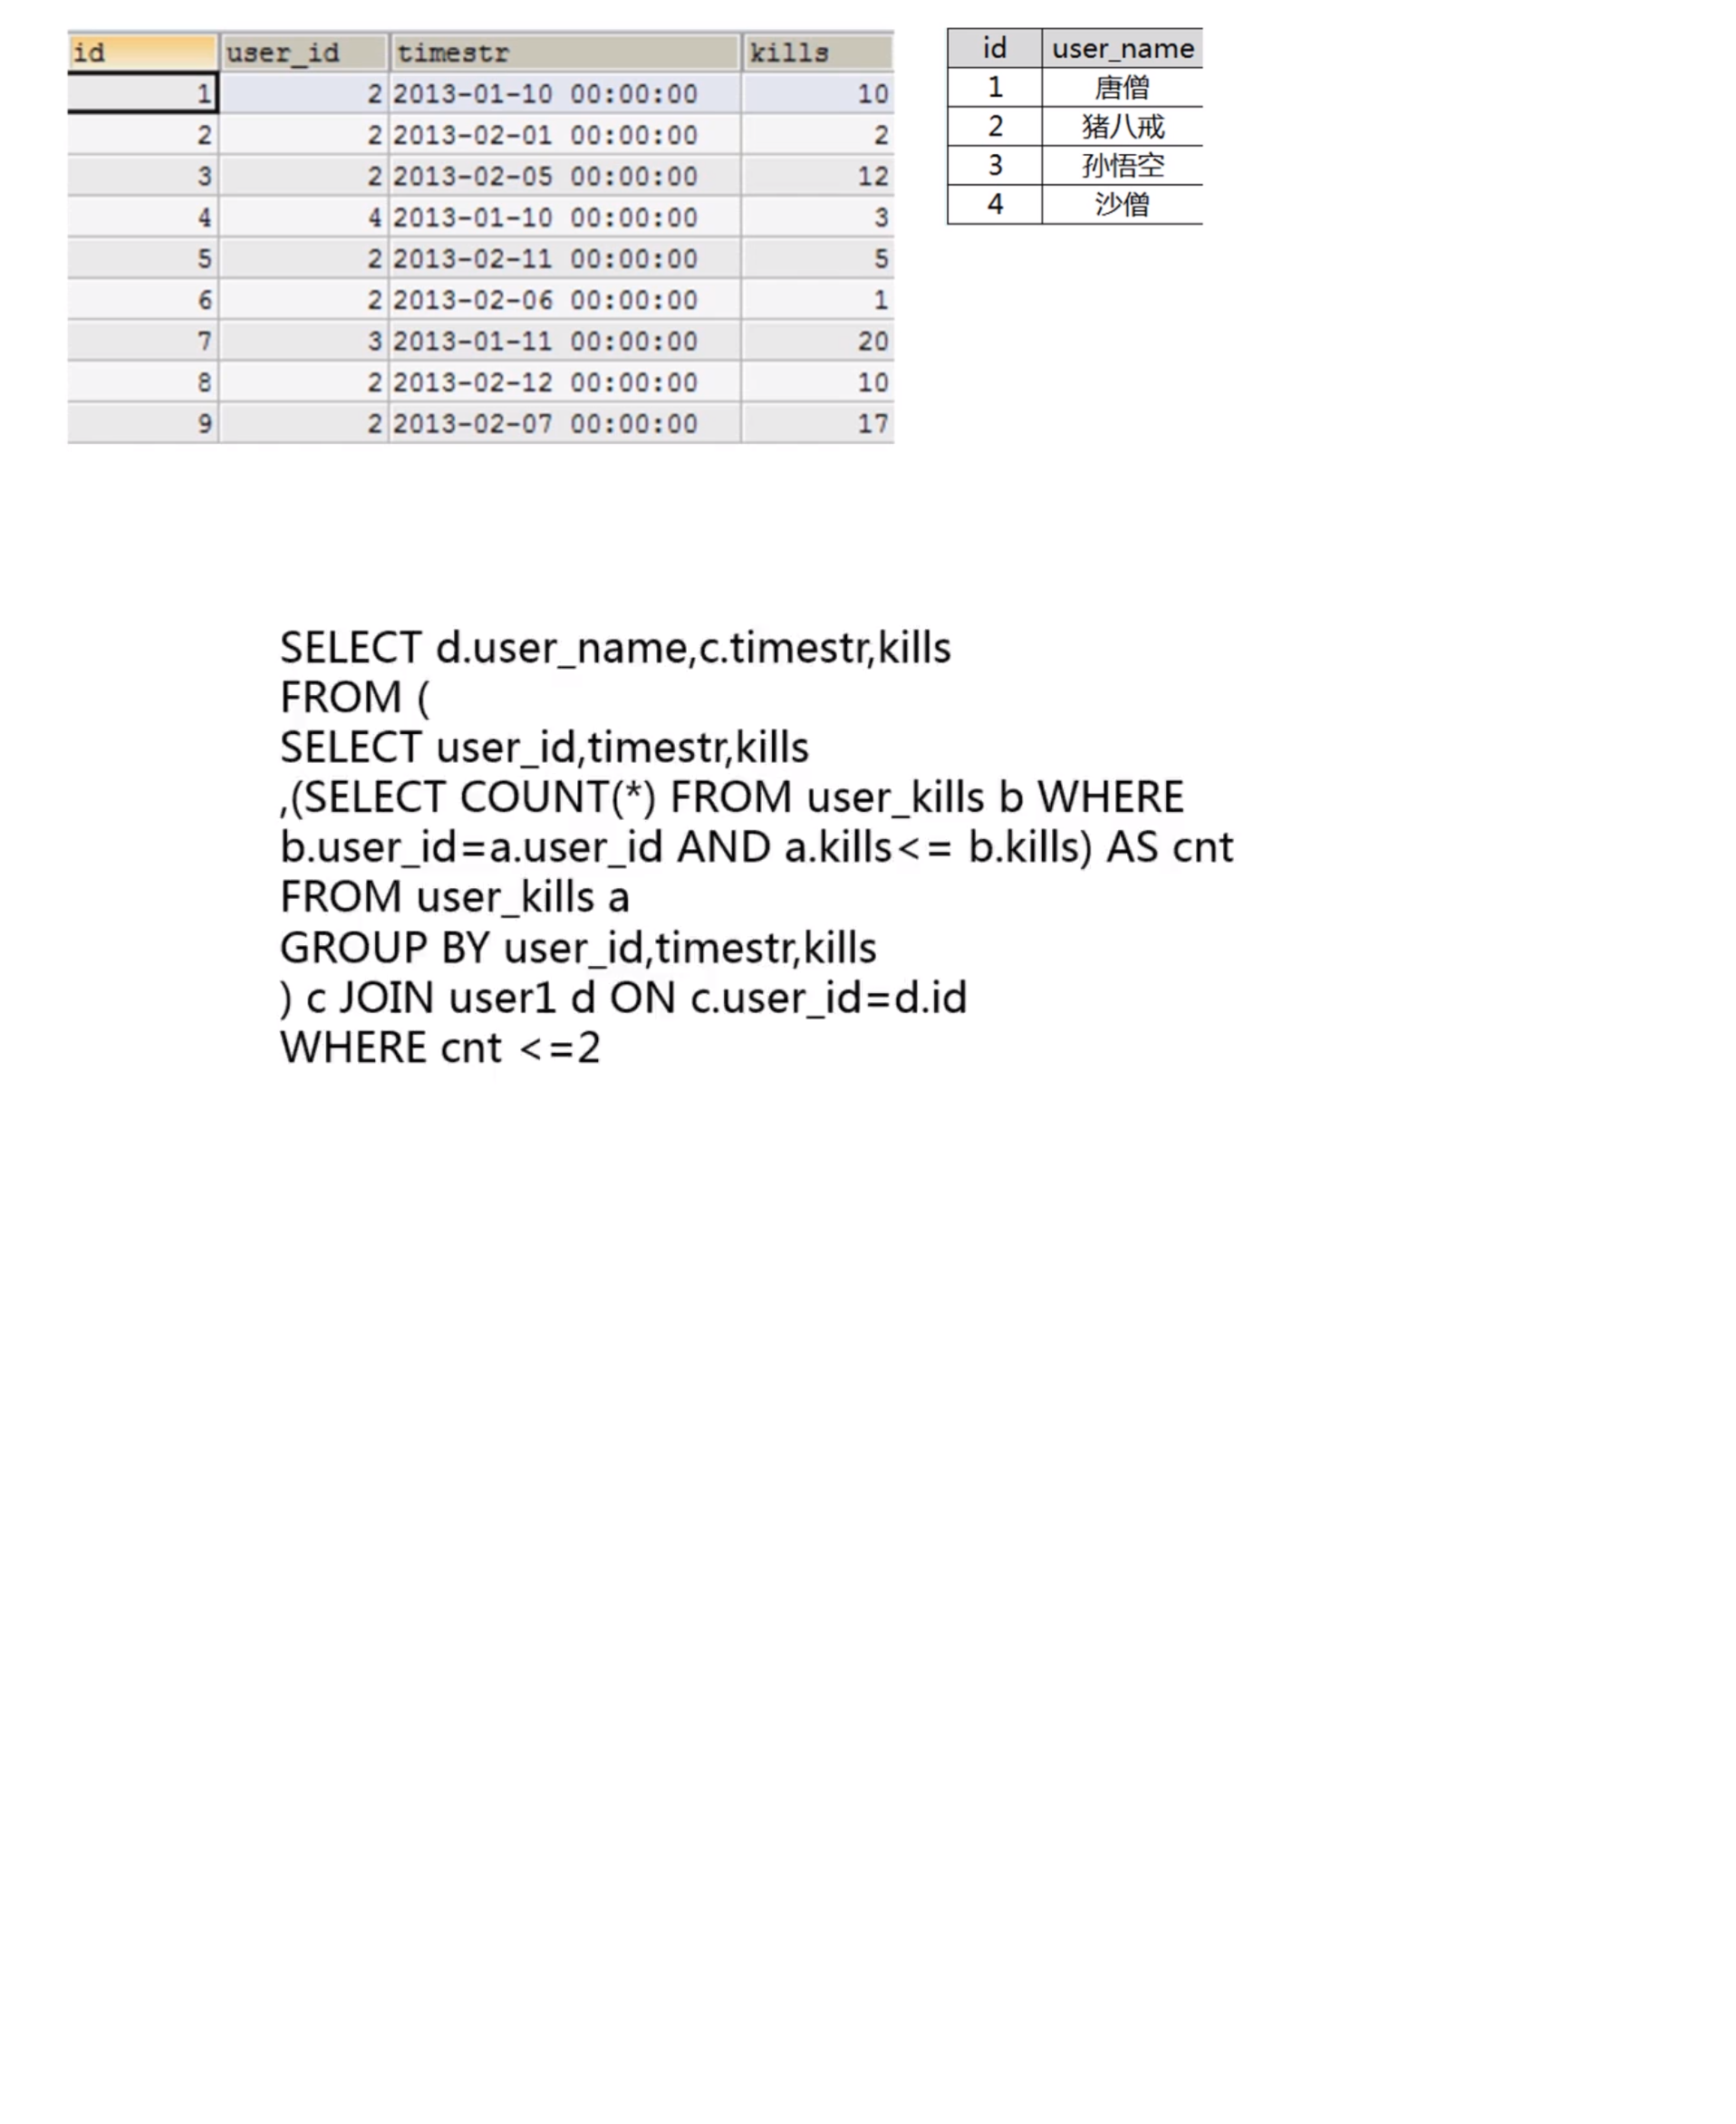 id user_id timestr kills
1 2 2013-01-10 00:00:00 10
2 2 2013-02-01 00:00:00 2
3 2 2013-02-05 00:00:00 12
4 4 2013-01-10 00:00:00 3
5 2 2013-02-11 00:00:00 5
6 2 2013-02-06 00:00:00 1
7 3 2013-01-11 00:00:00 20
8 2 2013-02-12 00:00:00 10
9 2 2013-02-07 00:00:00 17
id user_name
1 唐僧
2 猪八戒
3 孙悟空
4 沙僧
SELECT d.user_name,c.timestr,kills
FROM (
SELECT user_id,timestr,kills
,(SELECT COUNT(*) FROM user_kills b WHERE
b.user_id=a.user_id AND a.kills<= b.kills) AS cnt
FROM user_kills a
GROUP BY user_id,timestr,kills
) c JOIN user1 d ON c.user_id=d.id
WHERE cnt <=2